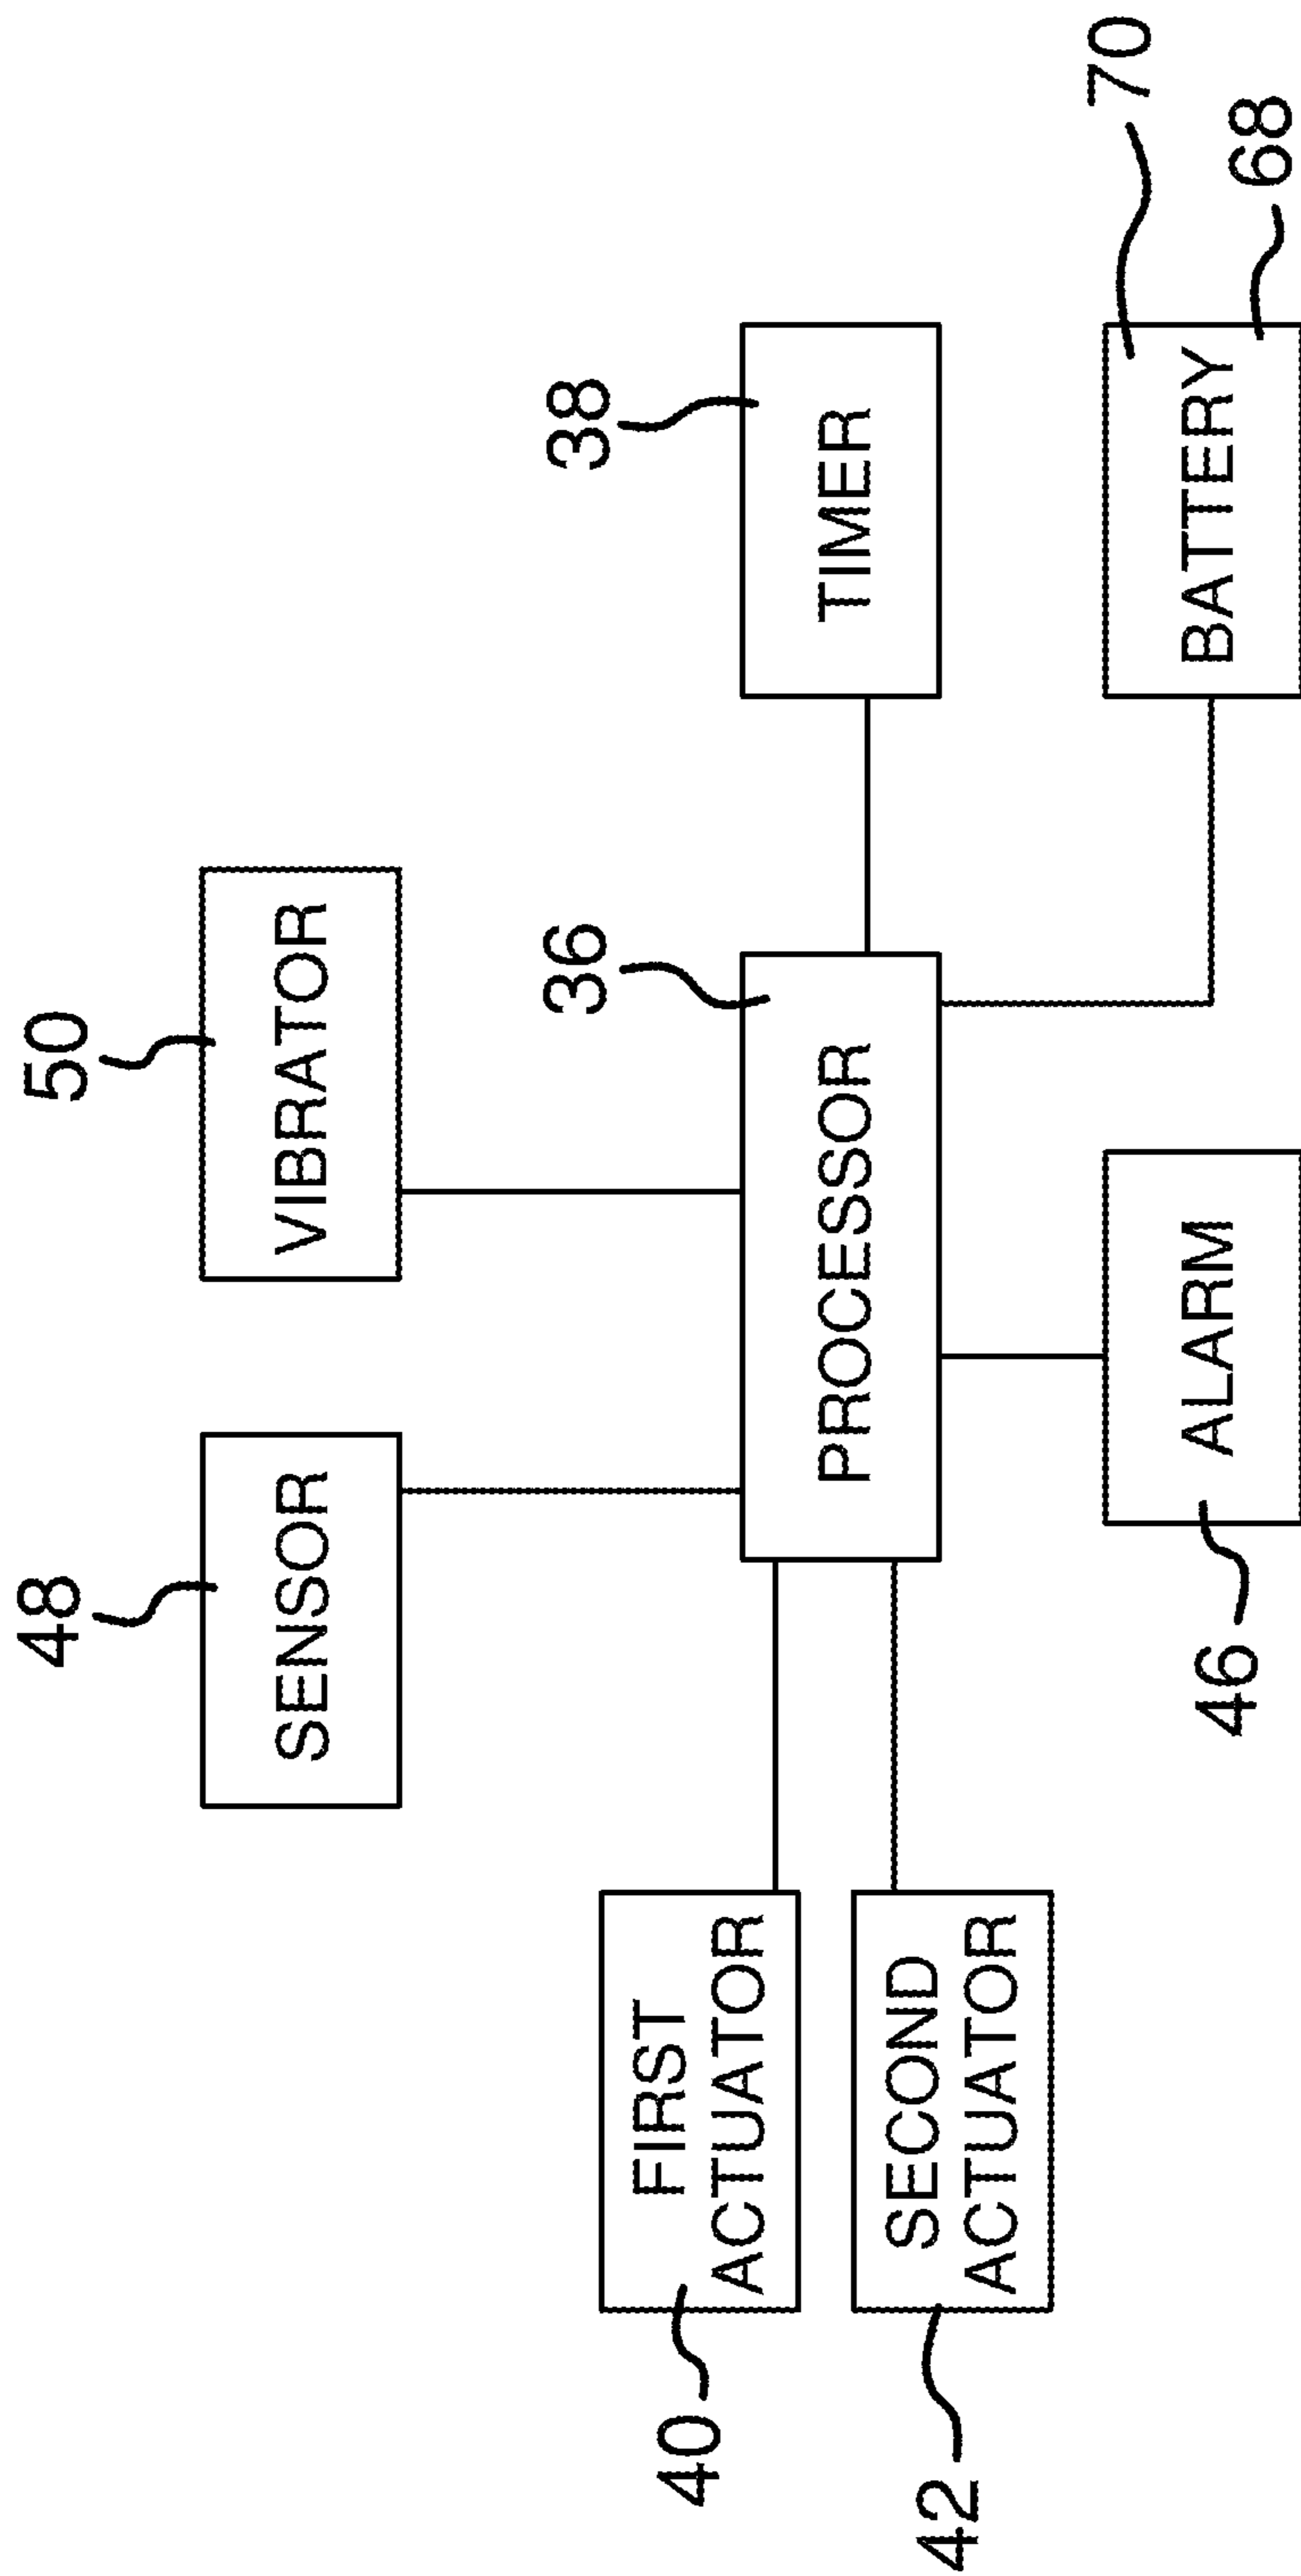 48
SENSOR
50
VIBRATOR
40
FIRST
ACTUATOR
42
SECOND
ACTUATOR
36
PROCESSOR
38
TIMER
46
ALARM
70
BATTERY
68